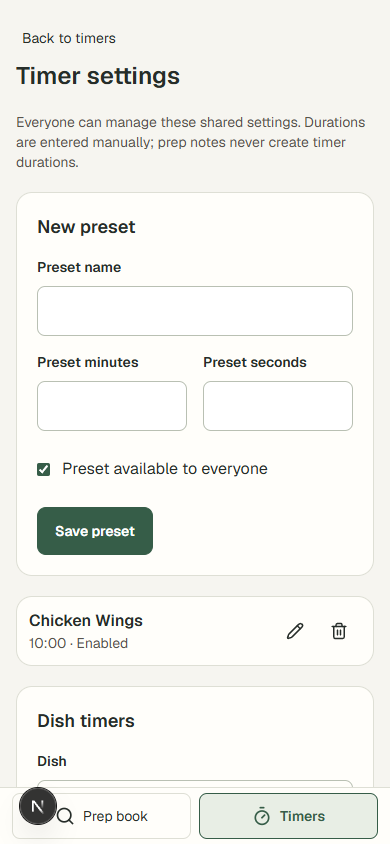 Back to timers
Timer settings
Everyone can manage these shared settings. Durations
are entered manually; prep notes never create timer
durations.
New preset
Preset name
Preset minutes
Preset seconds
Preset available to everyone
Save preset
Chicken Wings
10:00 · Enabled
Dish timers
Dish
N
Prep book
Timers